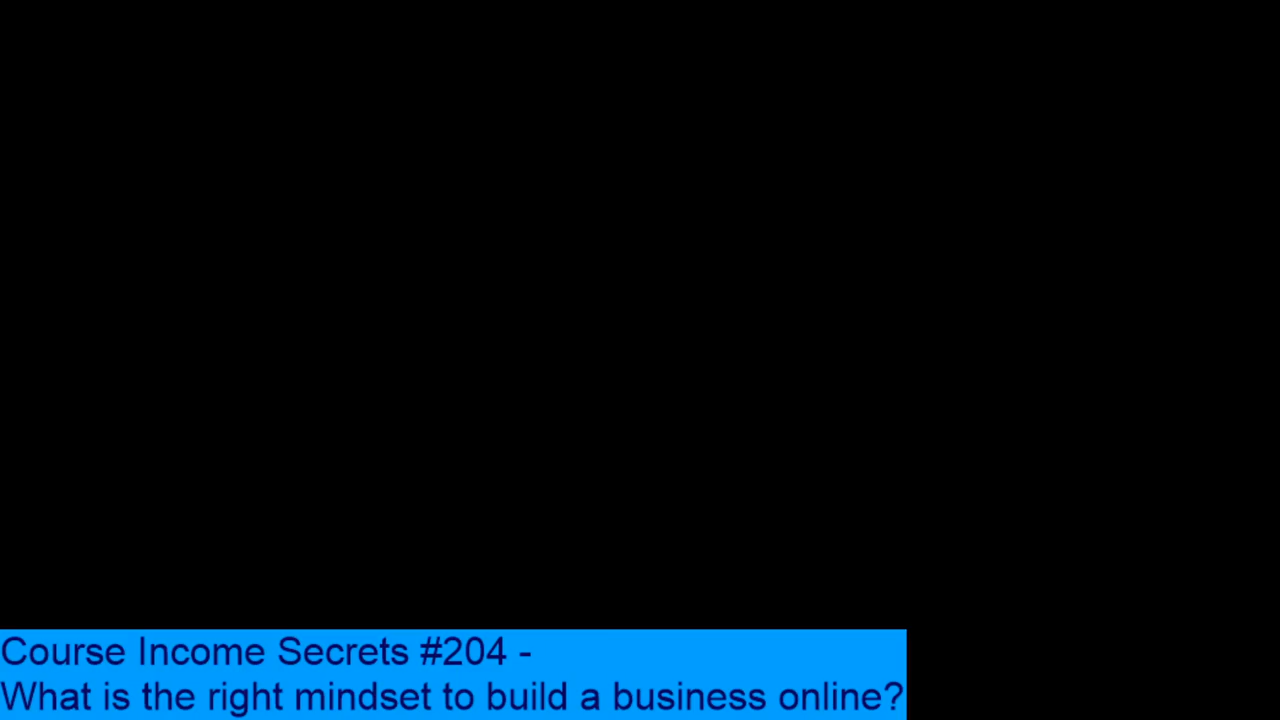 Course Income Secrets #204 -
What is the right mindset to build a business online?